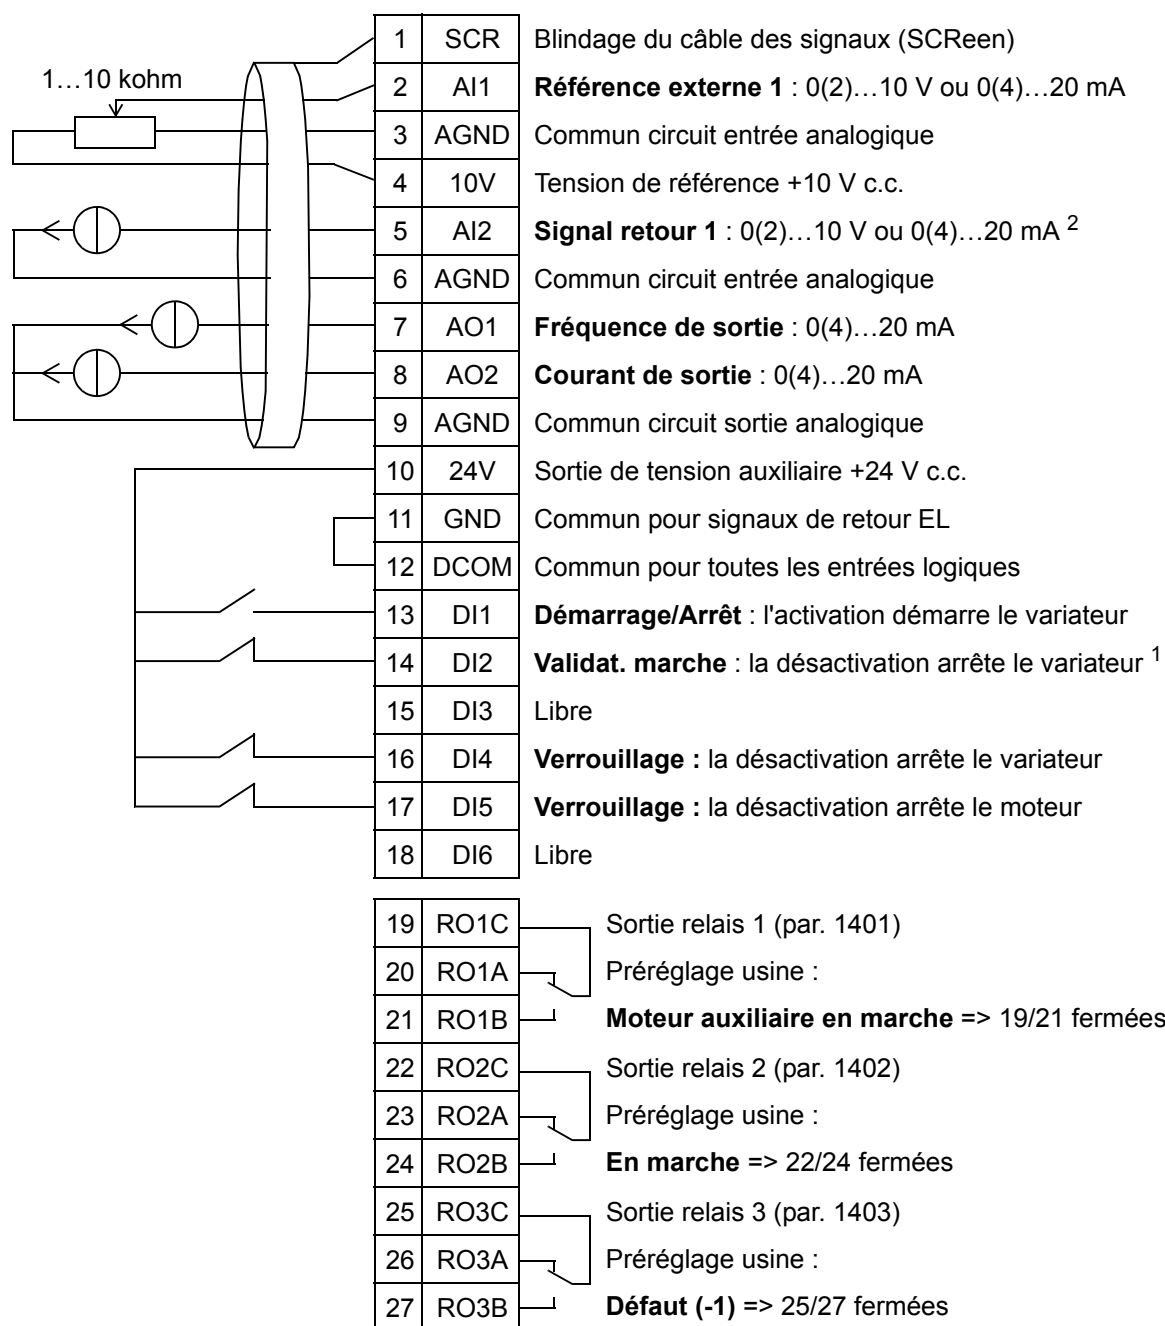 1 SCR Blindage du câble des signaux (SCReen)
1…10 kohm
2 AI1 Référence externe 1 : 0(2)…10 V ou 0(4)…20 mA
3 AGND Commun circuit entrée analogique
4 10V Tension de référence +10 V c.c.
5 AI2 Signal retour 1 : 0(2)…10 V ou 0(4)…20 mA 2
6 AGND Commun circuit entrée analogique
7 AO1 Fréquence de sortie : 0(4)…20 mA
8 AO2 Courant de sortie : 0(4)…20 mA
9 AGND Commun circuit sortie analogique
10 24V Sortie de tension auxiliaire +24 V c.c.
11 GND Commun pour signaux de retour EL
12 DCOM Commun pour toutes les entrées logiques
13 DI1 Démarrage/Arrêt : l'activation démarre le variateur
14 DI2 Validat. marche : la désactivation arrête le variateur 1
15 DI3 Libre
16 DI4 Verrouillage : la désactivation arrête le variateur
17 DI5 Verrouillage : la désactivation arrête le moteur
18 DI6 Libre
19 RO1C Sortie relais 1 (par. 1401)
20 RO1A Préréglage usine :
21 RO1B Moteur auxiliaire en marche => 19/21 fermées
22 RO2C Sortie relais 2 (par. 1402)
23 RO2A Préréglage usine :
24 RO2B En marche => 22/24 fermées
25 RO3C Sortie relais 3 (par. 1403)
26 RO3A Préréglage usine :
27 RO3B Défaut (-1) => 25/27 fermées